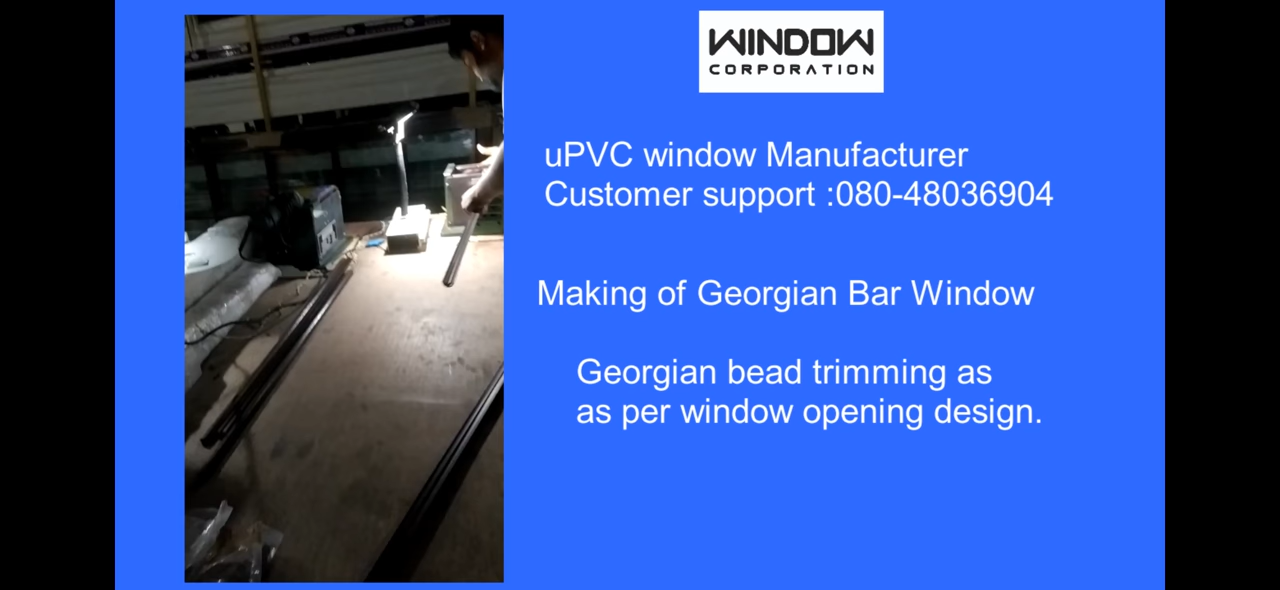 WINDOW
CORPORATION
uPVC window Manufacturer
Customer support :080-48036904
Making of Georgian Bar Window
Georgian bead trimming as
as per window opening design.